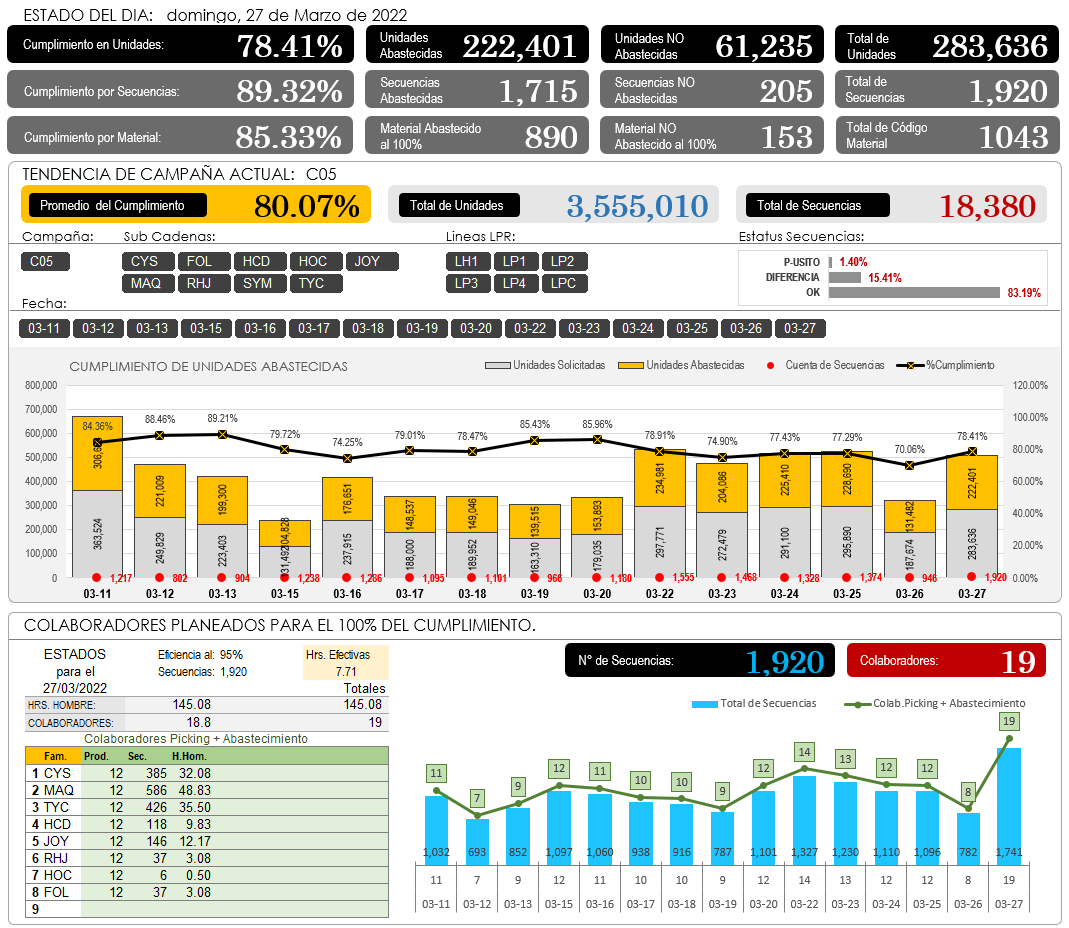 ESTADO DEL DIA: domingo, 27 de Marzo de 2022
Cumplimiento en Unidades: 78.41%
Unidades Abastecidas 222,401
Unidades NO Abastecidas 61,235
Total de Unidades 283,636
Cumplimiento por Secuencias: 89.32%
Secuencias Abastecidas 1,715
Secuencias NO Abastecidas 205
Total de Secuencias 1,920
Cumplimiento por Material: 85.33%
Material Abastecido al 100% 890
Material NO Abastecido al 100% 153
Total de Código Material 1043
TENDENCIA DE CAMPAÑA ACTUAL: C05
Promedio del Cumplimiento 80.07%
Total de Unidades 3,555,010
Total de Secuencias 18,380
Campaña: Sub Cadenas: Lineas LPR: Estatus Secuencias:
C05 CYS FOL HCD HOC JOY LH1 LP1 LP2
MAQ RHJ SYM TYC LP3 LP4 LPC
P-USITO 1.40%
DIFERENCIA 15.41%
OK 83.19%
Fecha:
03-11 03-12 03-13 03-15 03-16 03-17 03-18 03-19 03-20 03-22 03-23 03-24 03-25 03-26 03-27
CUMPLIMIENTO DE UNIDADES ABASTECIDAS
Unidades Solicitadas Unidades Abastecidas Cuenta de Secuencias %Cumplimiento
800,000 120.00%
700,000
600,000 100.00%
500,000 80.00%
400,000 60.00%
300,000
200,000 40.00%
100,000 20.00%
0 0.00%
84.36% 88.46% 89.21% 79.72% 74.25% 79.01% 78.47% 85.43% 85.96% 78.91% 74.90% 77.43% 77.29% 70.06% 78.41%
221,009 199,300 104,828 176,651 148,537 149,046 139,515 153,893 234,981 204,086 225,410 228,690 131,482 222,401
363,524 249,829 223,403 131,492 237,915 188,000 189,952 163,310 179,035 297,771 272,479 291,100 295,890 187,674 283,636
1,217 802 904 1,238 1,286 1,095 1,101 966 1,180 1,555 1,468 1,328 1,374 946 1,920
03-11 03-12 03-13 03-15 03-16 03-17 03-18 03-19 03-20 03-22 03-23 03-24 03-25 03-26 03-27
COLABORADORES PLANEADOS PARA EL 100% DEL CUMPLIMIENTO.
ESTADOS para el 27/03/2022
Eficiencia al: 95%
Secuencias: 1,920
Hrs. Efectivas
7.71
Totales
HRS. HOMBRE: 145.08 145.08
COLABORADORES: 18.8 19
Colaboradores Picking + Abastecimiento
Fam. Prod. Sec. H.Hom.
1 CYS 12 385 32.08
2 MAQ 12 586 48.83
3 TYC 12 426 35.50
4 HCD 12 118 9.83
5 JOY 12 146 12.17
6 RHJ 12 37 3.08
7 HOC 12 6 0.50
8 FOL 12 37 3.08
9
N° de Secuencias: 1,920
Colaboradores: 19
Total de Secuencias Colab.Picking + Abastecimiento
11 7 9 12 11 10 10 9 12 14 13 12 12 8 19
1,032 693 852 1,097 1,060 938 916 787 1,101 1,327 1,230 1,110 1,096 782 1,741
11 7 9 12 11 10 10 9 12 14 13 12 12 8 19
03-11 03-12 03-13 03-15 03-16 03-17 03-18 03-19 03-20 03-22 03-23 03-24 03-25 03-26 03-27